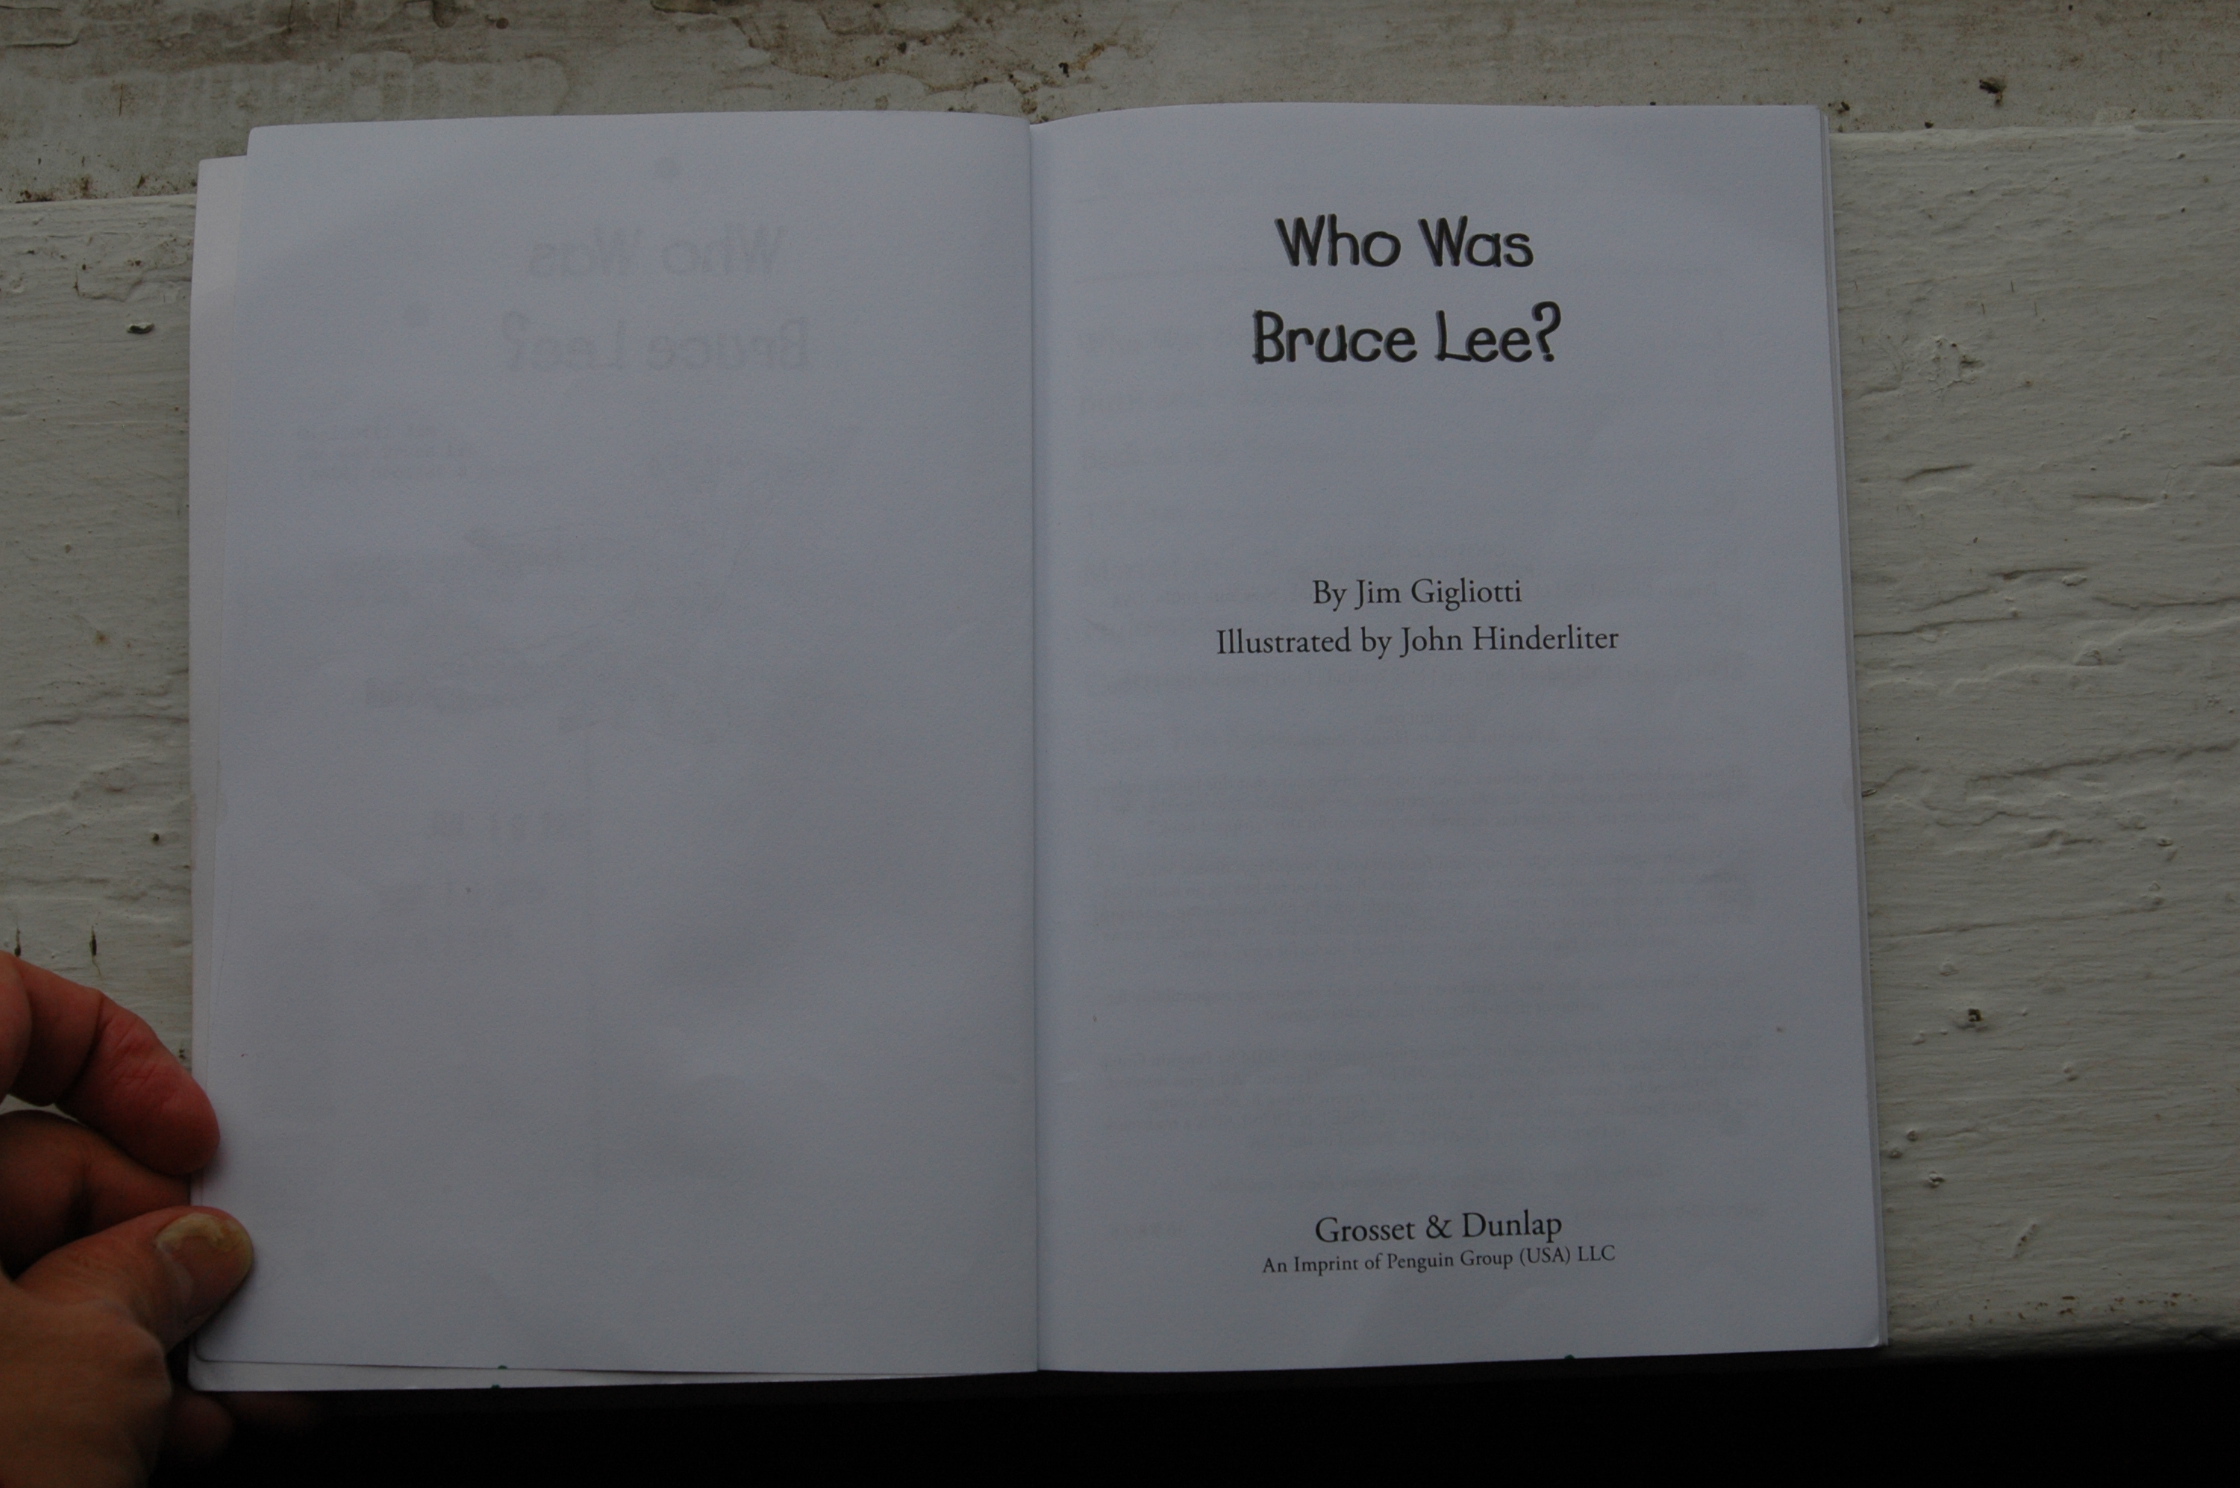 Who Was
Bruce Lee?
By Jim Gigliotti
Illustrated by John Hinderliter
Grosset & Dunlap
An Imprint of Penguin Group (USA) LLC